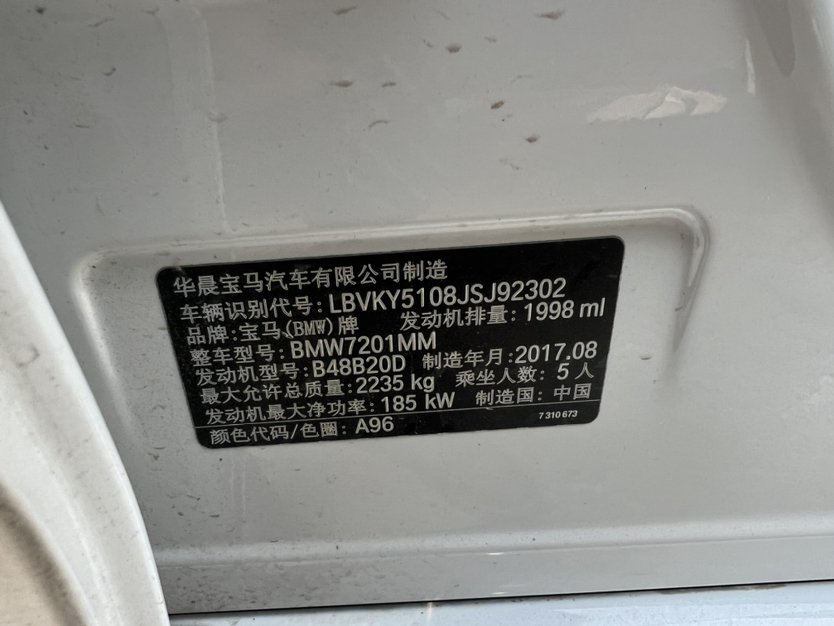 华晨宝马汽车有限公司制造
车辆识别代号: LBVKY5108JSJ92302
品牌: 宝马(BMW)牌 发动机排量: 1998 ml
整车型号: BMW7201MM
发动机型号: B48B20D 制造年月: 2017.08
最大允许总质量: 2235 kg 乘坐人数: 5 人
发动机最大净功率: 185 kW 制造国: 中国
颜色代码/色圈: A96 7 310 673